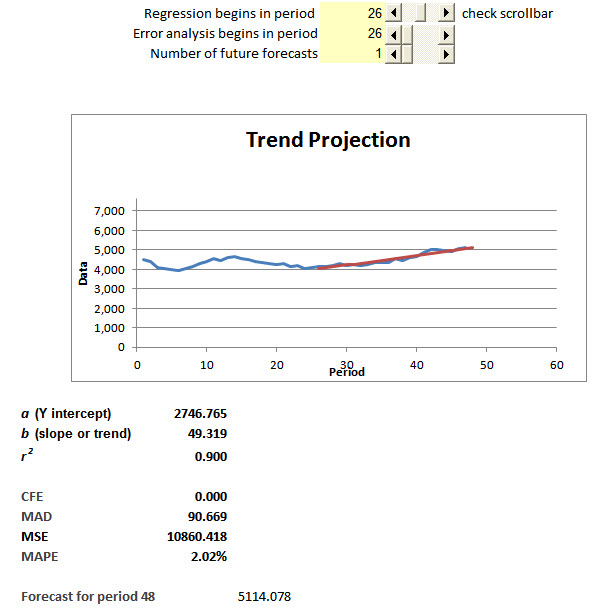 Regression begins in period 26 check scrollbar
Error analysis begins in period 26
Number of future forecasts 1
Trend Projection
7,000
6,000
5,000
4,000
3,000
2,000
1,000
0
Data
0 10 20 30 40 50 60
Period
a (Y intercept) 2746.765
b (slope or trend) 49.319
r² 0.900
CFE 0.000
MAD 90.669
MSE 10860.418
MAPE 2.02%
Forecast for period 48 5114.078